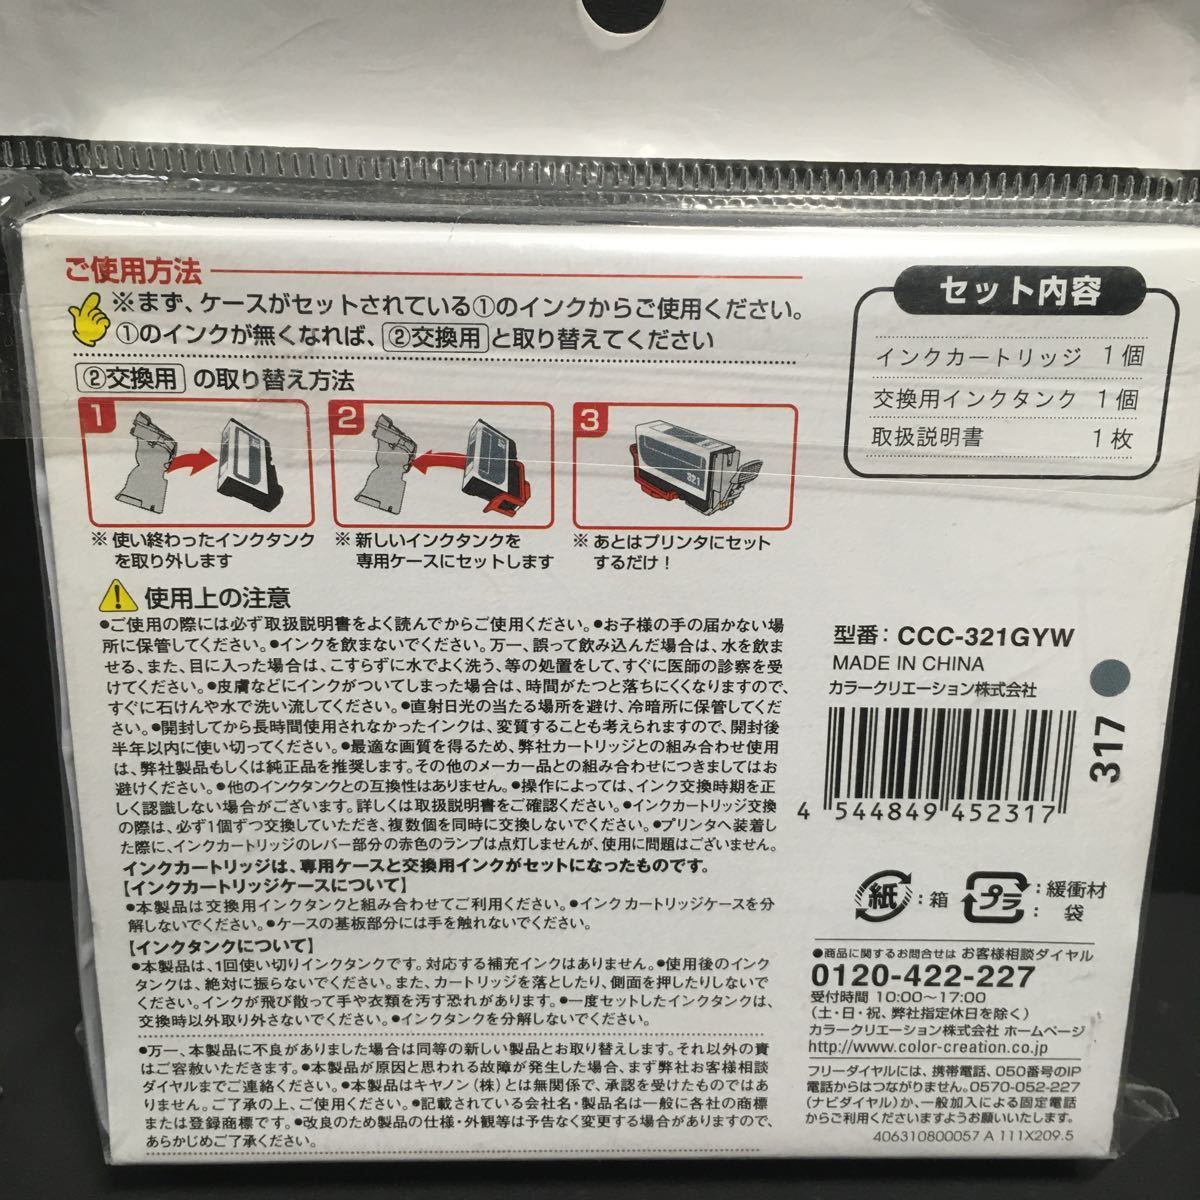 ご使用方法
※まず、ケースがセットされている①のインクからご使用ください。
①のインクが無くなれば、②交換用と取り替えてください
②交換用 の取り替え方法
1
※使い終わったインクタンク
を取り外します
2
※新しいインクタンクを
専用ケースにセットします
3
321
※あとはプリンタにセット
するだけ!
セット内容
インクカートリッジ 1個
交換用インクタンク 1個
取扱説明書 1枚
使用上の注意
●ご使用の際には必ず取扱説明書をよく読んでからご使用ください。●お子様の手の届かない場
所に保管してください。●インクを飲まないでください。万一、誤って飲み込んだ場合は、水を飲ま
せる、また、目に入った場合は、こすらずに水でよく洗う、等の処置をして、すぐに医師の診察を受
けてください。●皮膚などにインクがついてしまった場合は、時間がたつと落ちにくくなりますので、
すぐに石けんや水で洗い流してください。●直射日光の当たる場所を避け、冷暗所に保管してくださ
い。●開封してから長時間使用されなかったインクは、変質することも考えられますので、開封後
半年以内に使い切ってください。●最適な画質を得るため、弊社カートリッジとの組み合わせ使用
は、弊社製品もしくは純正品を推奨します。その他のメーカー品との組み合わせにつきましてはお
避けください。●他のインクタンクとの互換性はありません。●操作によっては、インク交換時期を正
しく認識しない場合がございます。詳しくは取扱説明書をご確認ください。●インクカートリッジ交換
の際は、必ず1個ずつ交換していただき、複数個を同時に交換しないでください。●プリンタへ装着し
た際に、インクカートリッジのレバー部分の赤色のランプは点灯しませんが、使用に問題はございません。
インクカートリッジは、専用ケースと交換用インクがセットになったものです。
【インクカートリッジケースについて】
●本製品は交換用インクタンクと組み合わせてご利用ください。●インクカートリッジケースを分
解しないでください。●ケースの基板部分には手を触れないでください。
【インクタンクについて】
●本製品は、1回使い切りインクタンクです。対応する補充インクはありません。●使用後のインク
タンクは、絶対に振らないでください。また、カートリッジを落としたり、側面を押したりしないで
ください。インクが飛び散って手や衣類を汚す恐れがあります。●一度セットしたインクタンクは、
交換時以外取り外さないでください。●インクタンクを分解しないでください。
●万一、本製品に不良がありました場合は同等の新しい製品とお取り替えします。それ以外の責
はご容赦いただきます。●本製品が原因と思われる故障が発生した場合、まず弊社お客様相談
ダイヤルまでご連絡ください。●本製品はキヤノン(株)とは無関係で、承認を受けたものではあ
りません。ご了承の上、ご使用ください。●記載されている会社名・製品名は一般に各社の商標
または登録商標です。●改良のため製品の仕様・外観等は予告なく変更する場合がありますので、
あらかじめご了承ください。
型番：CCC-321GYW
MADE IN CHINA
カラークリエーション株式会社
317
4 544849 452317
紙：箱
プラ：緩衝材
：袋
●商品に関するお問合せは お客様相談ダイヤル
0120-422-227
受付時間 10:00〜17:00
(土・日・祝、弊社指定休日を除く)
カラークリエーション株式会社 ホームページ
http://www.color-creation.co.jp
フリーダイヤルには、携帯電話、050番号のIP
電話からはつながりません。0570-052-227
(ナビダイヤル)か、一般加入による固定電話
からご利用くださいますようお願いいたします。
406310800057 A 111X209.5